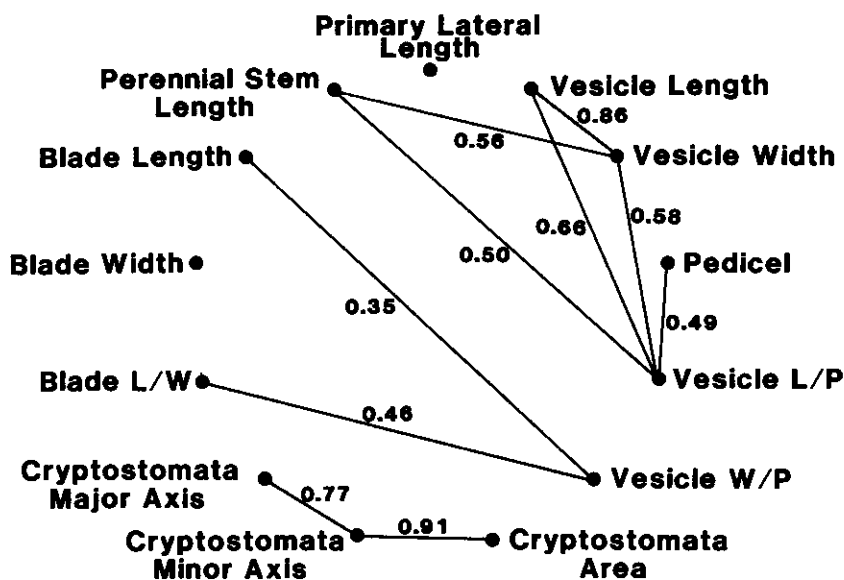 Primary Lateral
Length
Perennial Stem
Length
Vesicle Length
0.86
0.56
Blade Length
Vesicle Width
0.66
0.58
0.50
Blade Width
Pedicel
0.35
0.49
Blade L/W
Vesicle L/P
0.46
Cryptostomata
Major Axis
0.77
Vesicle W/P
0.91
Cryptostomata
Minor Axis
Cryptostomata
Area